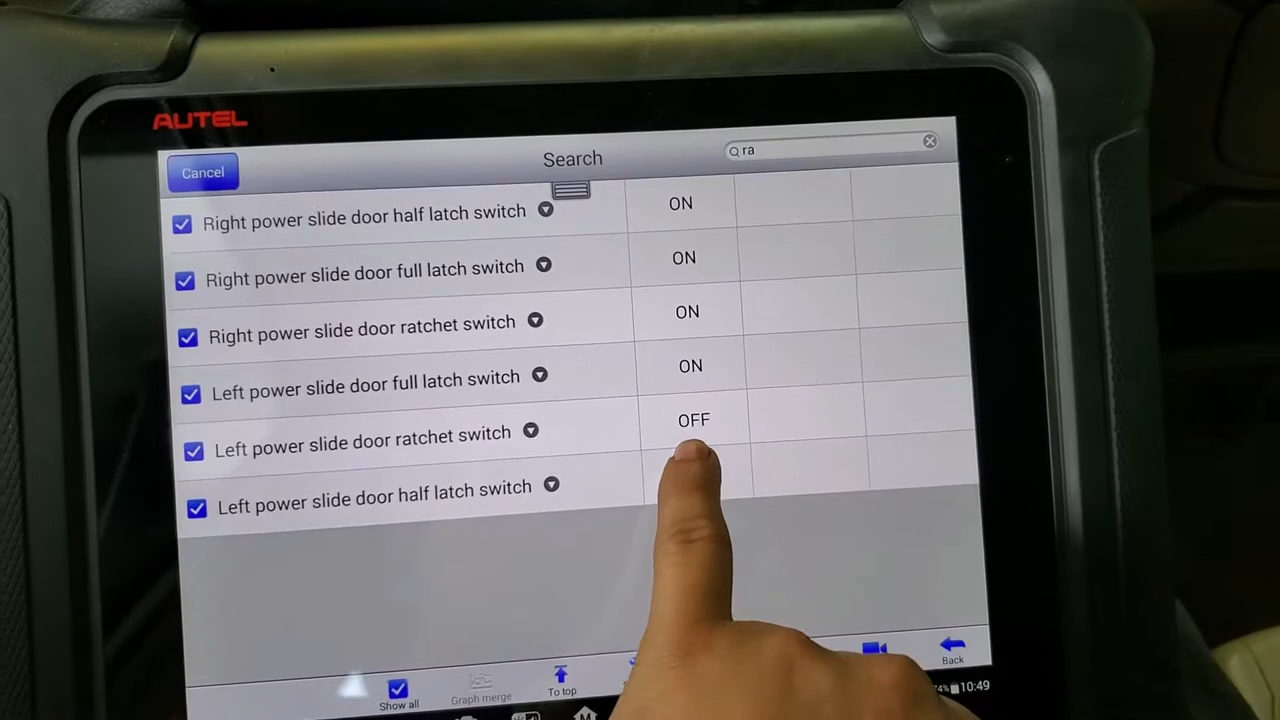 AUTEL
Cancel
Search
ra
Right power slide door half latch switch
ON
Right power slide door full latch switch
ON
Right power slide door ratchet switch
ON
Left power slide door full latch switch
ON
Left power slide door ratchet switch
OFF
Left power slide door half latch switch
Show all
Graph merge
To top
Back
74%
10:49